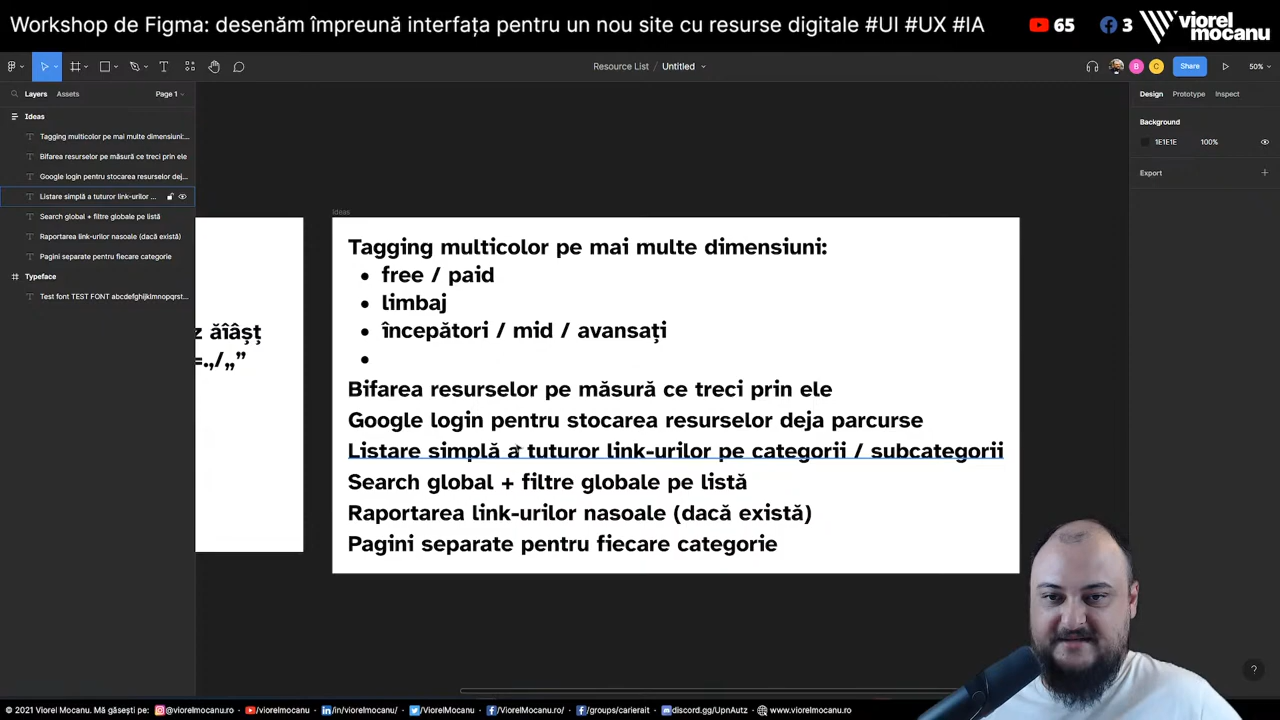 Workshop de Figma: desenăm împreună interfața pentru un nou site cu resurse digitale #UI #UX #IA
65
3
viorel mocanu
Resource List / Untitled
B
C
Share
50%
Layers
Assets
Page 1
Design
Prototype
Inspect
Ideas
Tagging multicolor pe mai multe dimensiuni:...
Bifarea resurselor pe măsură ce treci prin ele
Google login pentru stocarea resurselor dej...
Listare simplă a tuturor link-urilor ...
Search global + filtre globale pe listă
Raportarea link-urilor nasoale (dacă există)
Pagini separate pentru fiecare categorie
Typeface
Test font TEST FONT abcdefghijklmnopqrst...
Background
1E1E1E
100%
Export
z ăîâșț
=.,/„”
Ideas
Tagging multicolor pe mai multe dimensiuni:
• free / paid
• limbaj
• începători / mid / avansați
•
Bifarea resurselor pe măsură ce treci prin ele
Google login pentru stocarea resurselor deja parcurse
Listare simplă a tuturor link-urilor pe categorii / subcategorii
Search global + filtre globale pe listă
Raportarea link-urilor nasoale (dacă există)
Pagini separate pentru fiecare categorie
?
© 2021 Viorel Mocanu. Mă găsești pe: @viorelmocanu /viorelmocanu /in/viorelmocanu/ /ViorelMocanu /ViorelMocanu.ro/ /groups/carierait /discord.gg/UpnAutz www.viorelmocanu.ro